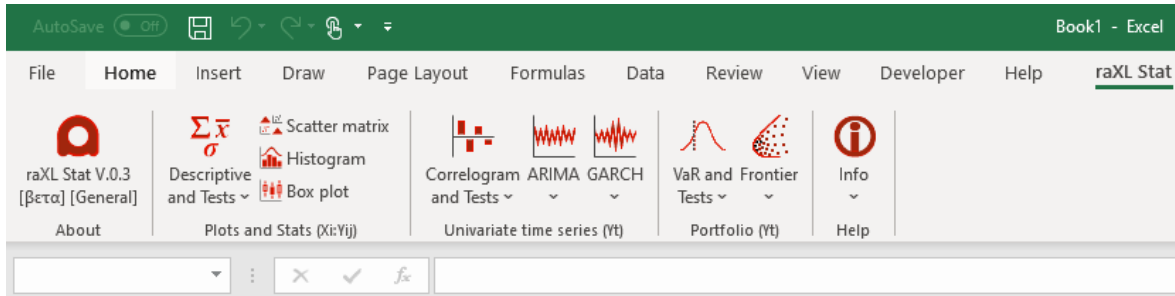 AutoSave Off Book1 - Excel
File Home Insert Draw Page Layout Formulas Data Review View Developer Help raXL Stat
Σ x̄
σ
Scatter matrix
Histogram
Box plot
raXL Stat V.0.3
[βετα] [General]
Descriptive
and Tests
Correlogram
and Tests
ARIMA
GARCH
VaR and
Tests
Frontier
Info
About
Plots and Stats (Xi:Yij)
Univariate time series (Yt)
Portfolio (Yt)
Help
fx